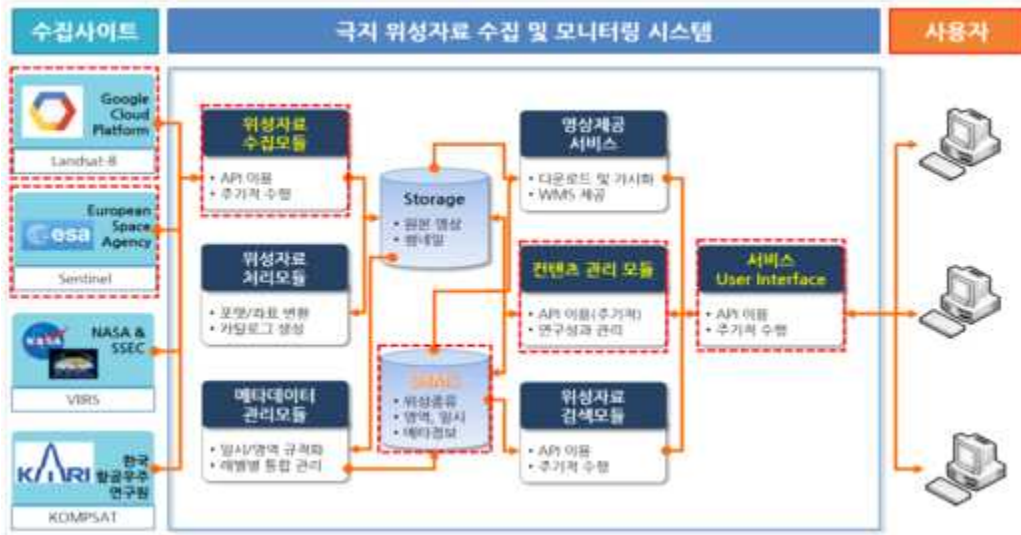 수집사이트
극지 위성자료 수집 및 모니터링 시스템
사용자
Google
Cloud
Platform
Landsat-8
European
Space
Agency
esa
Sentinel
NASA &
SSEC
NASA
VIIRS
한국
항공우주
연구원
KARI
KOMPSAT
위성자료
수집모듈
• API 이용
• 주기적 수행
위성자료
처리모듈
• 포맷/좌표 변환
• 카탈로그 생성
메타데이터
관리모듈
• 일시/영역 규격화
• 레벨별 통합 관리
Storage
• 원본 영상
• 썸네일
• 위성종류
• 영역, 일시
• 메타정보
영상제공
서비스
• 다운로드 및 가시화
• WMS 제공
컨텐츠 관리 모듈
• API 이용(주기적)
• 연구성과 관리
위성자료
검색모듈
• API 이용
• 주기적 수행
서비스
User Interface
• API 이용
• 주기적 수행